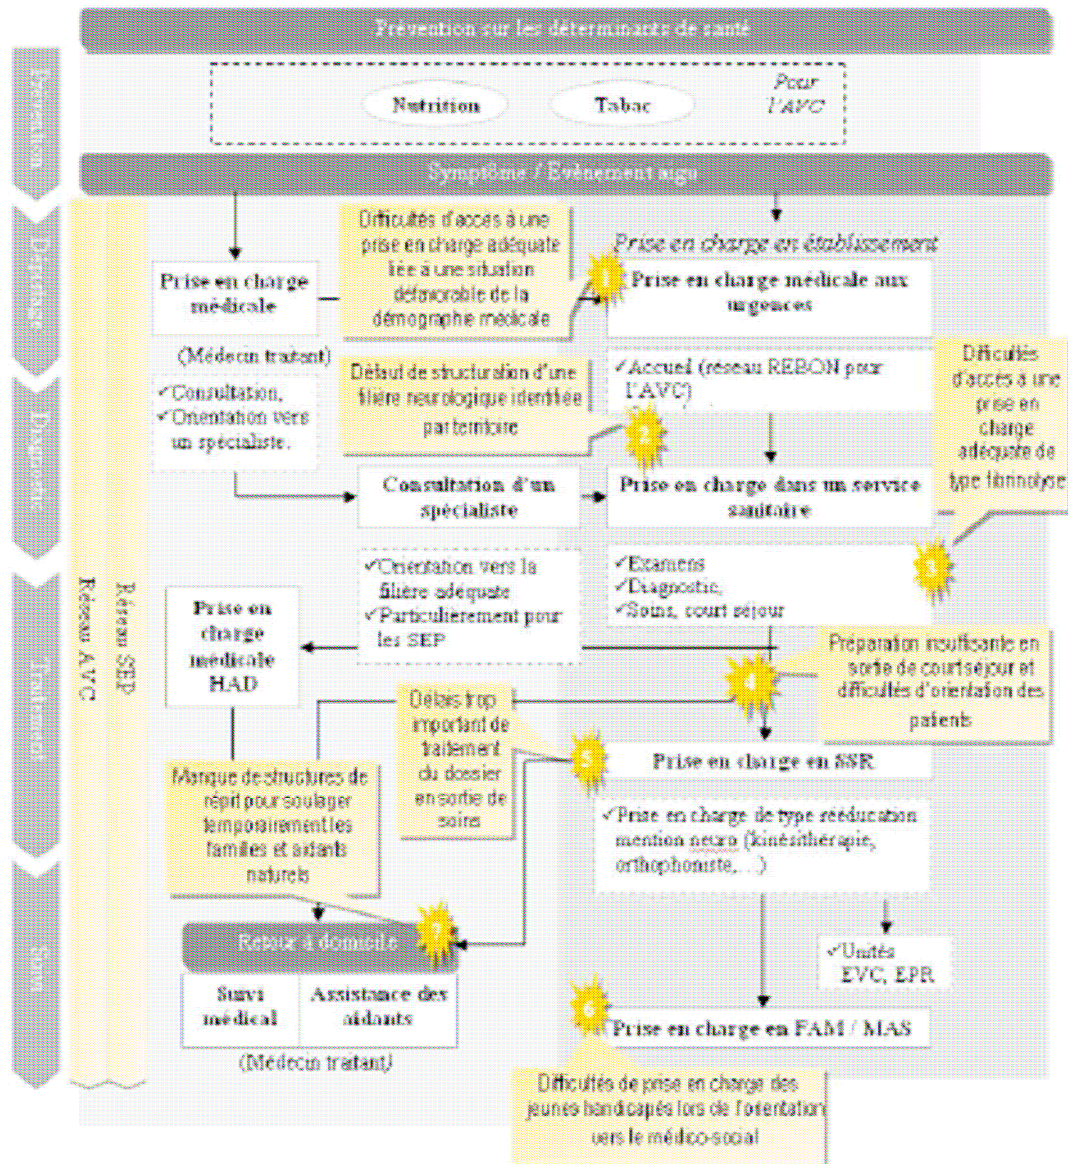 Prévention sur les déterminants de santé
Nutrition
Tabac
Pour
l'AVC
Prévention
Symptôme / Evènement aigu
Difficultés d'accès à une
prise en charge adéquate
liée à une situation
défavorable de la
démographie médicale
Prise en charge en établissement
1
Prise en charge médicale aux
urgences
Prise en charge
médicale
(Médecin traitant)
✓Consultation,
✓Orientation vers
un spécialiste.
Défaut de structuration d'une
filière neurologique identifiée
par territoire
2
✓Accueil (réseau REBON pour
l'AVC)
Difficultés
d'accès à une
prise en
charge
adéquate de
type fibrinolyse
3
Consultation d'un
spécialiste
Prise en charge dans un service
sanitaire
✓Orientation vers la
filière adéquate
✓Particulièrement pour
les SEP
✓Examens
✓Diagnostic,
✓Soins, court séjour
Réseau AVC
Réseau SEP
Prise en
charge
médicale
HAD
Préparation insuffisante en
sortie de court séjour et
difficultés d'orientation des
patients
4
Délais trop
important de
traitement
du dossier
en sortie de
soins
5
Prise en charge en SSR
✓Prise en charge de type rééducation
mention neuro (kinésithérapie,
orthophoniste,…)
Manque de structures de
répit pour soulager
temporairement les
familles et aidants
naturels
7
Retour à domicile
Suivi
médical
Assistance des
aidants
(Médecin traitant)
✓Unités
EVC, EPR
6
Prise en charge en FAM / MAS
Suivi
Difficultés de prise en charge des
jeunes handicapés lors de l'orientation
vers le médico-social